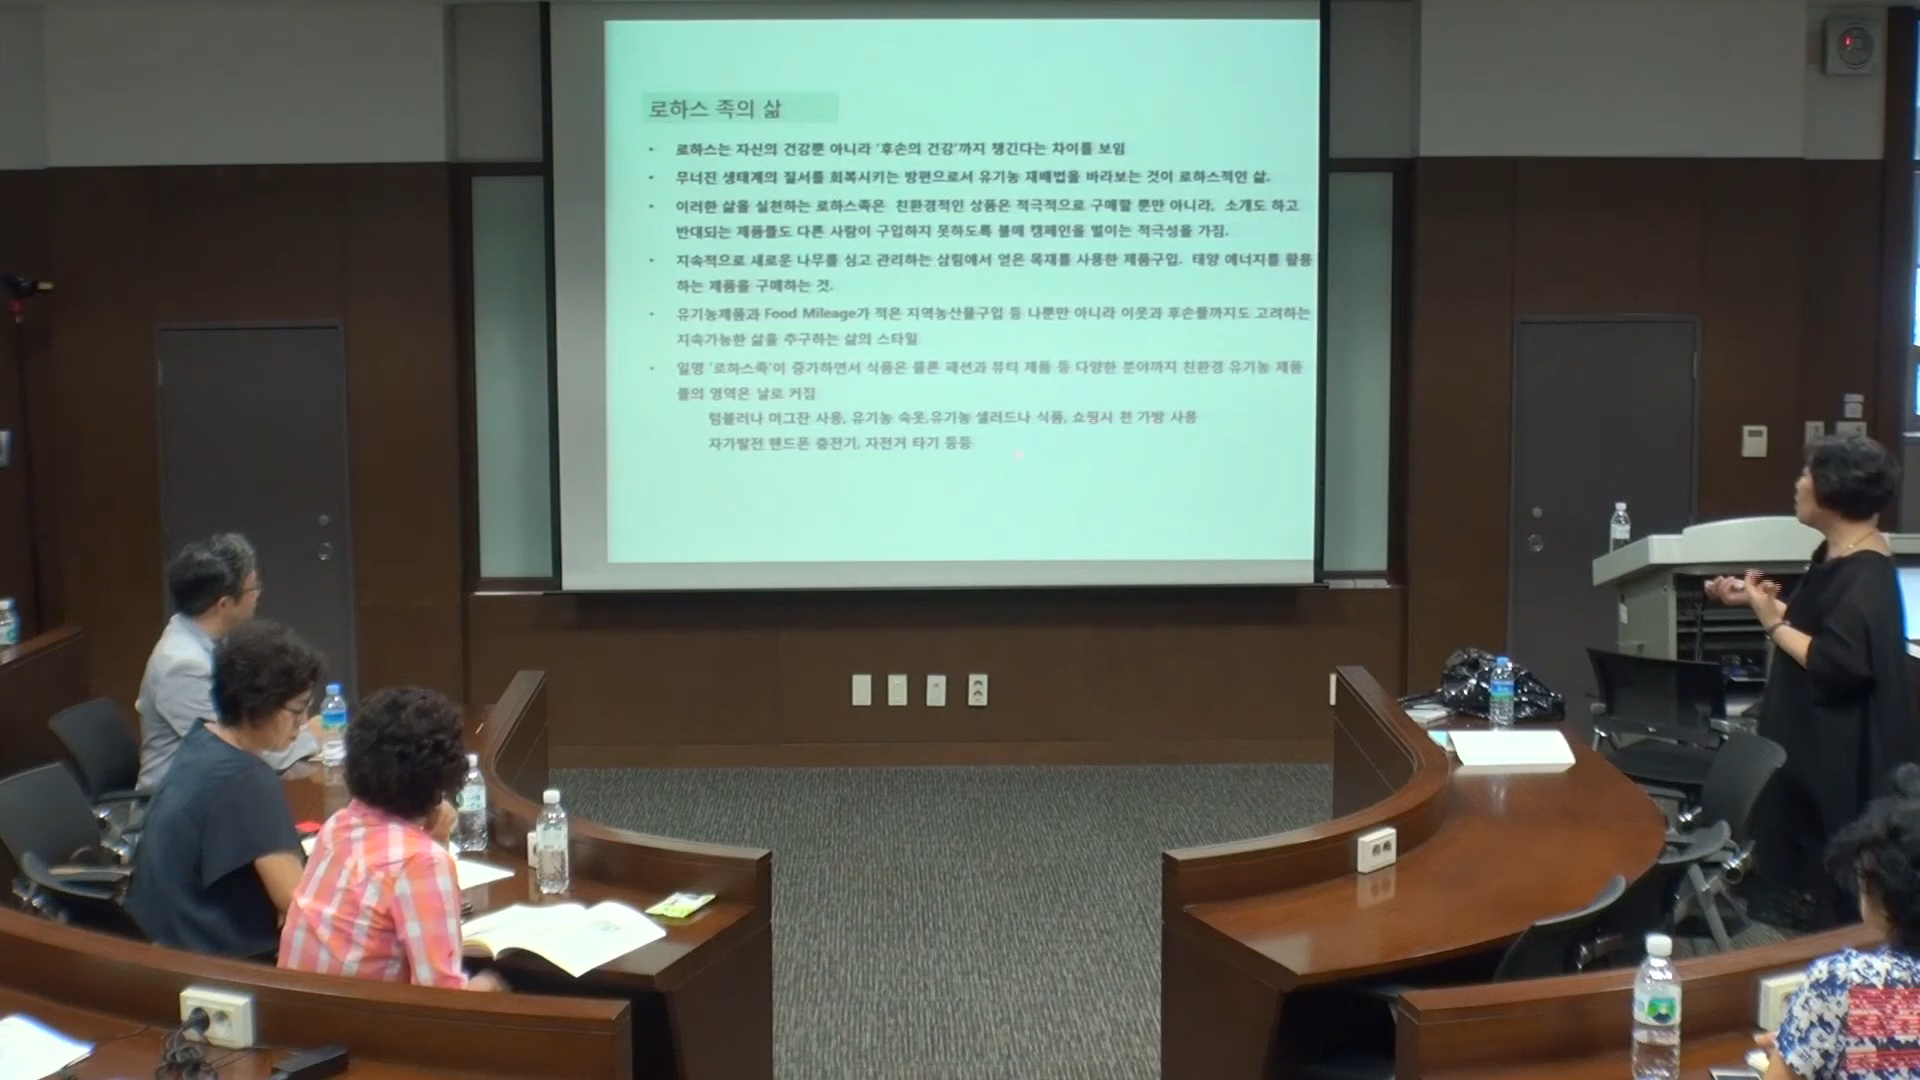 로하스 족의 삶
• 로하스는 자신의 건강뿐 아니라 '후손의 건강'까지 챙긴다는 차이를 보임
• 무너진 생태계의 질서를 회복시키는 방편으로서 유기농 재배법을 바라보는 것이 로하스적인 삶.
• 이러한 삶을 실천하는 로하스족은 친환경적인 상품은 적극적으로 구매할 뿐만 아니라, 소개도 하고
반대되는 제품들도 다른 사람이 구입하지 못하도록 불매 캠페인을 벌이는 적극성을 가짐.
• 지속적으로 새로운 나무를 심고 관리하는 삼림에서 얻은 목재를 사용한 제품구입. 태양 에너지를 활용
하는 제품을 구매하는 것.
• 유기농제품과 Food Mileage가 적은 지역농산물구입 등 나뿐만 아니라 이웃과 후손들까지도 고려하는
지속가능한 삶을 추구하는 삶의 스타일
• 일명 '로하스족'이 증가하면서 식품은 물론 패션과 뷰티 제품 등 다양한 분야까지 친환경 유기농 제품
들의 영역은 날로 커짐
텀블러나 머그잔 사용, 유기농 속옷,유기농 샐러드나 식품, 쇼핑시 천 가방 사용
자가발전 핸드폰 충전기, 자전거 타기 등등